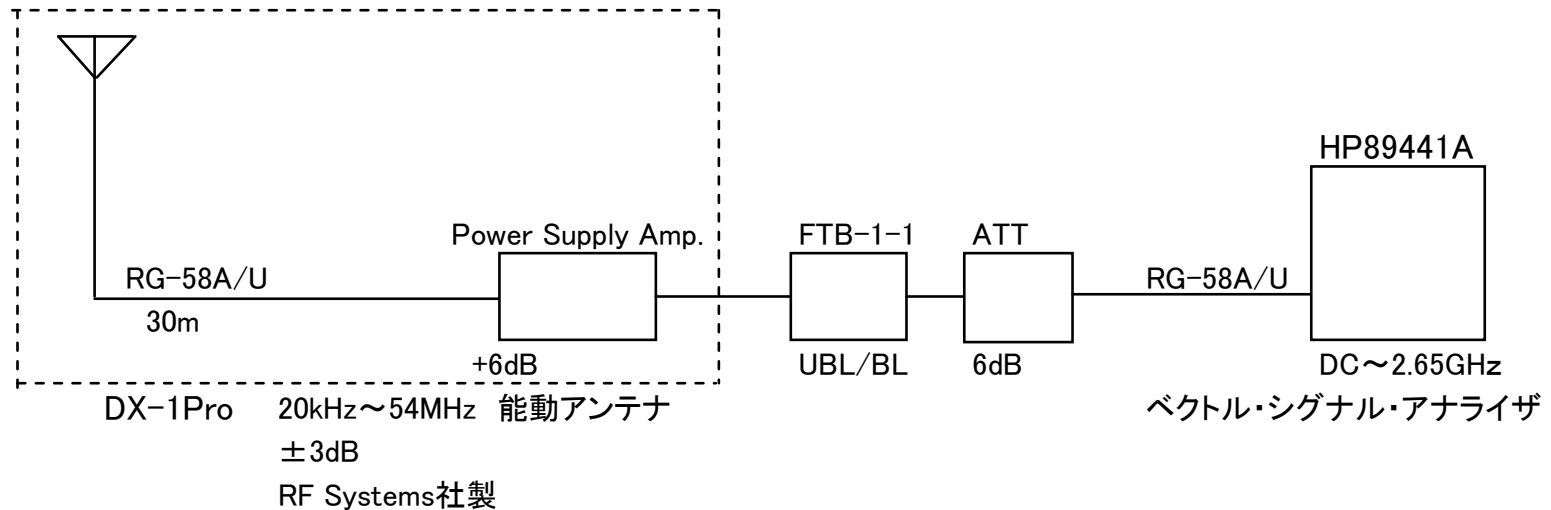 HP89441A
Power Supply Amp.
FTB-1-1
ATT
RG-58A/U
RG-58A/U
30m
+6dB
UBL/BL
6dB
DC～2.65GHz
DX-1Pro 20kHz～54MHz 能動アンテナ
ベクトル・シグナル・アナライザ
±3dB
RF Systems社製